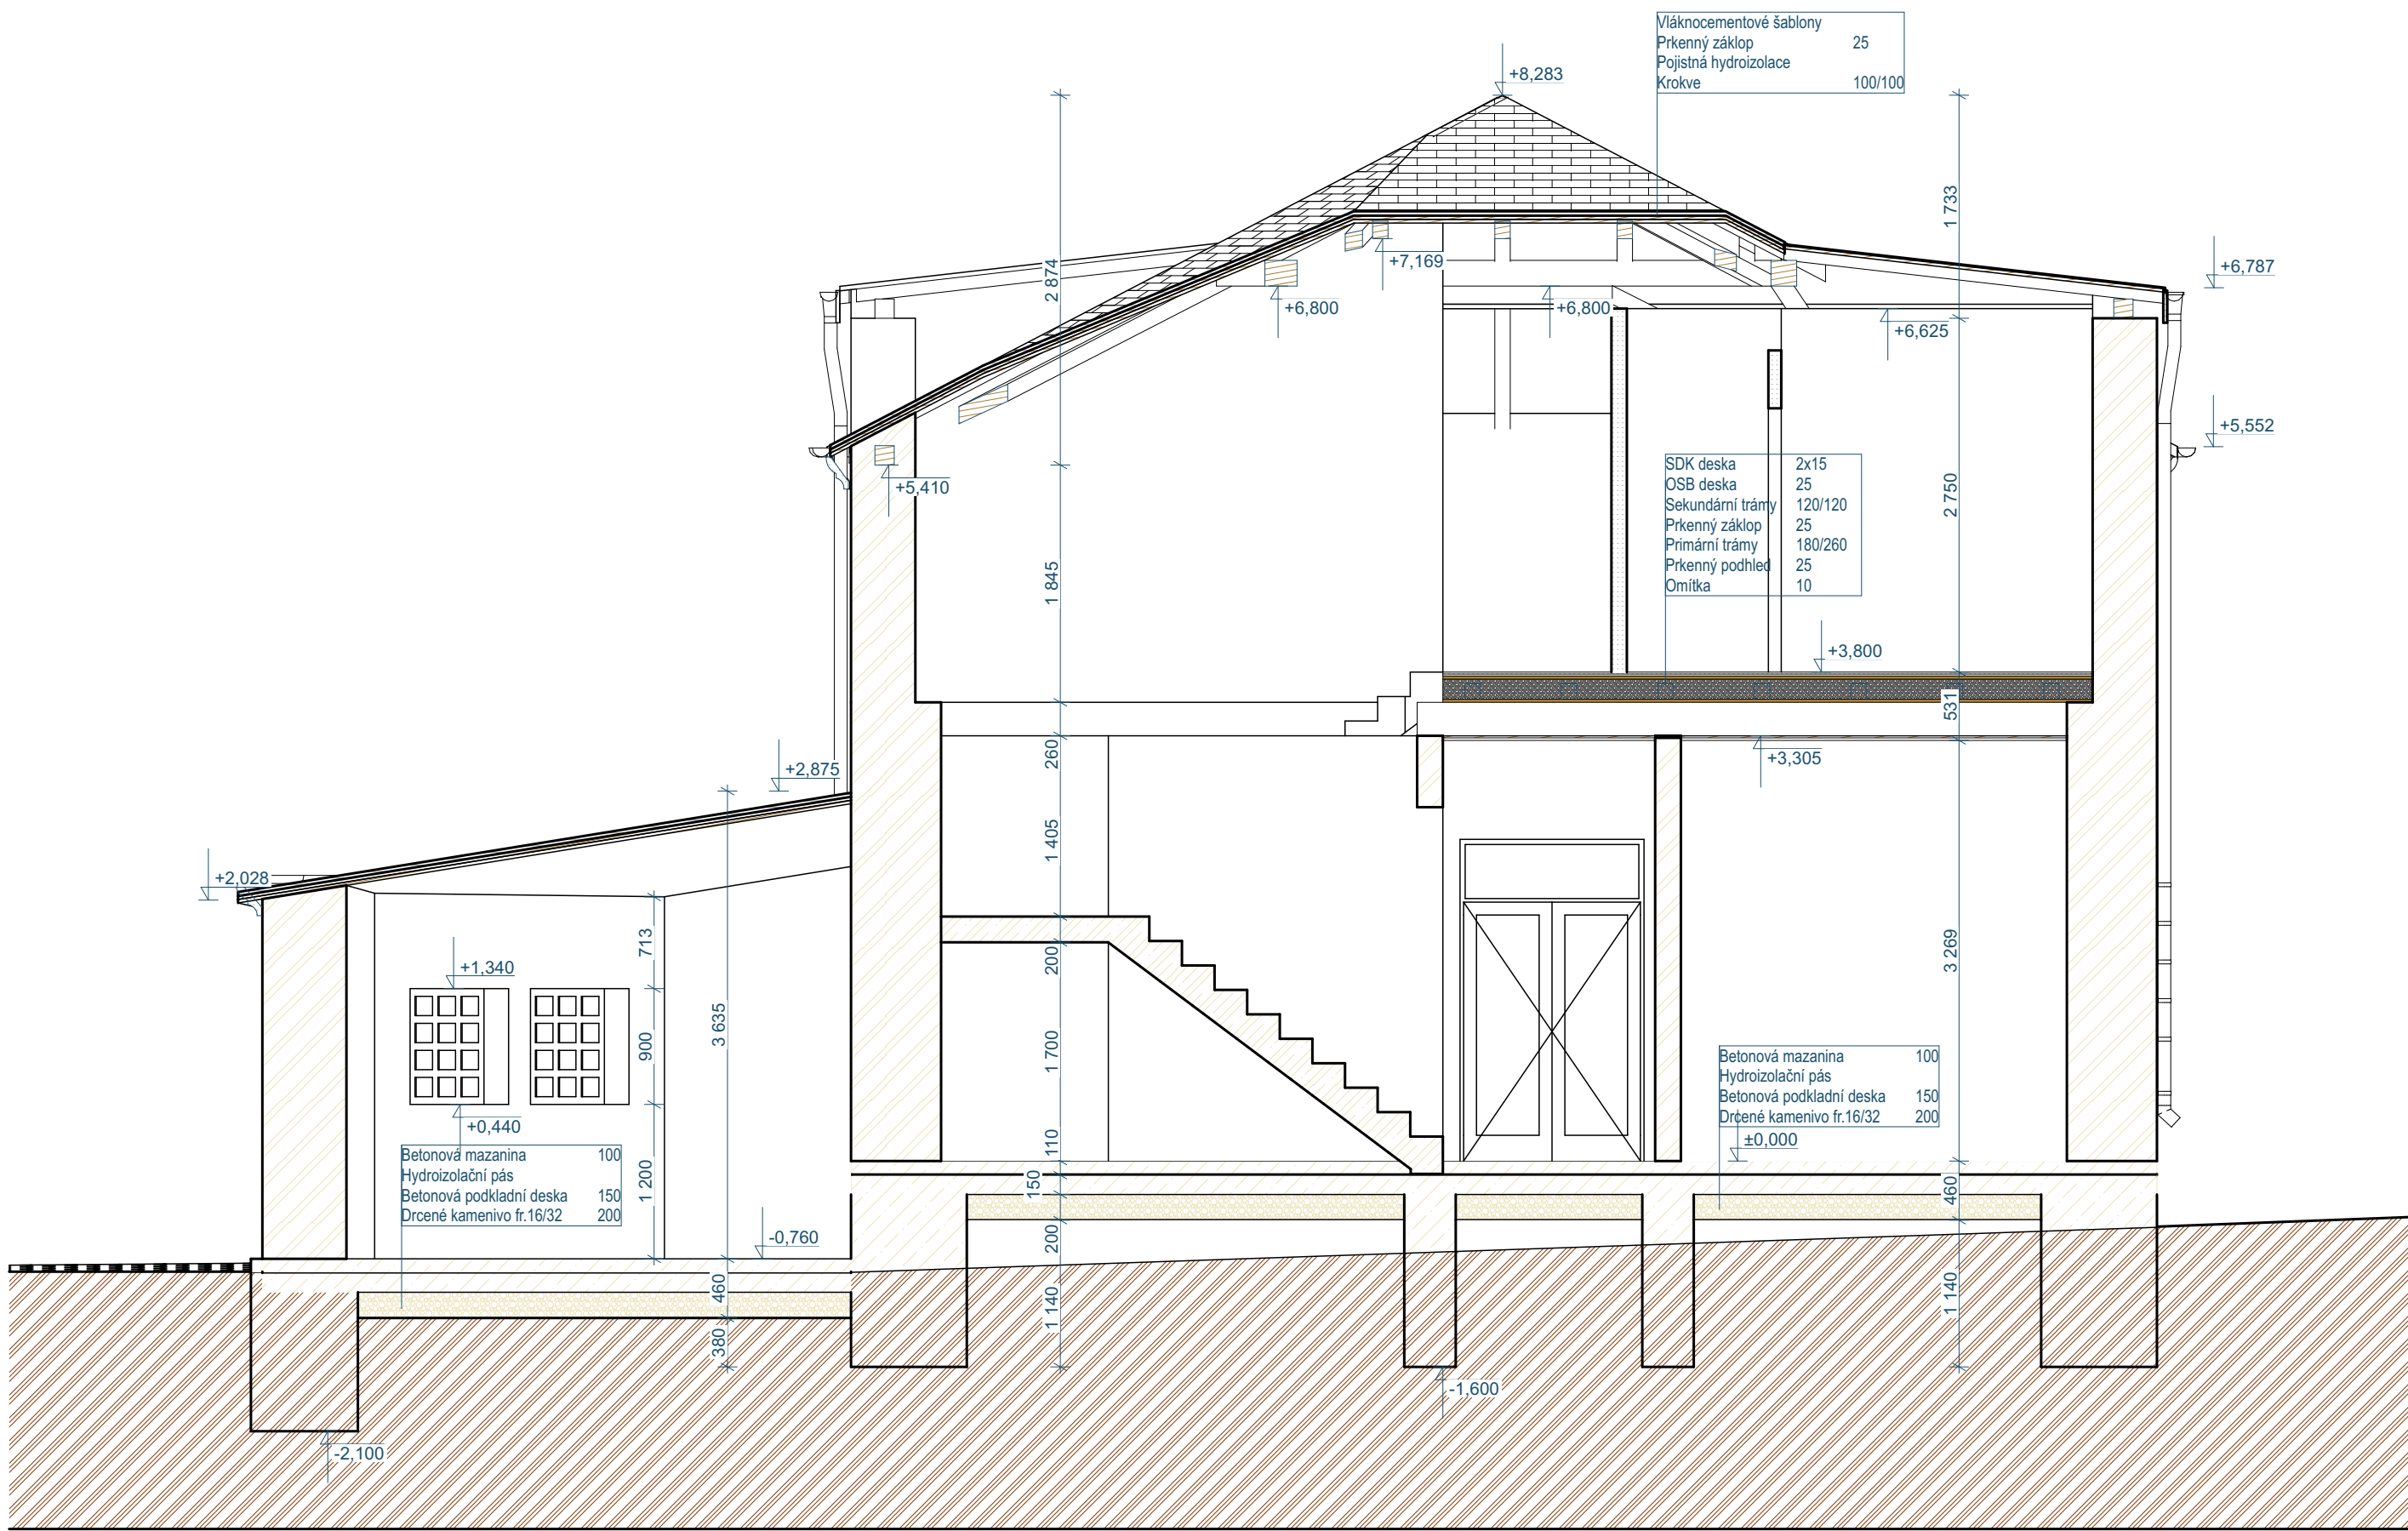 Vláknocementové šablony
Prkenný záklop 25
Pojistná hydroizolace
Krokve 100/100
+8,283
1 733
2 874
+7,169
+6,787
+6,800
+6,800
+6,625
+5,552
+5,410
SDK deska 2x15
OSB deska 25
Sekundární trámy 120/120
Prkenný záklop 25
Primární trámy 180/260
Prkenný podhled 25
Omítka 10
2 750
1 845
+3,800
531
260
+3,305
+2,875
1 405
+2,028
713
200
3 269
+1,340
3 635
900
1 700
+0,440
Betonová mazanina 100
Hydroizolační pás
Betonová podkladní deska 150
Drcené kamenivo fr.16/32 200
±0,000
110
Betonová mazanina 100
Hydroizolační pás
Betonová podkladní deska 150
Drcené kamenivo fr.16/32 200
1 200
150
460
-0,760
200
460
1 140
1 140
380
-1,600
-2,100